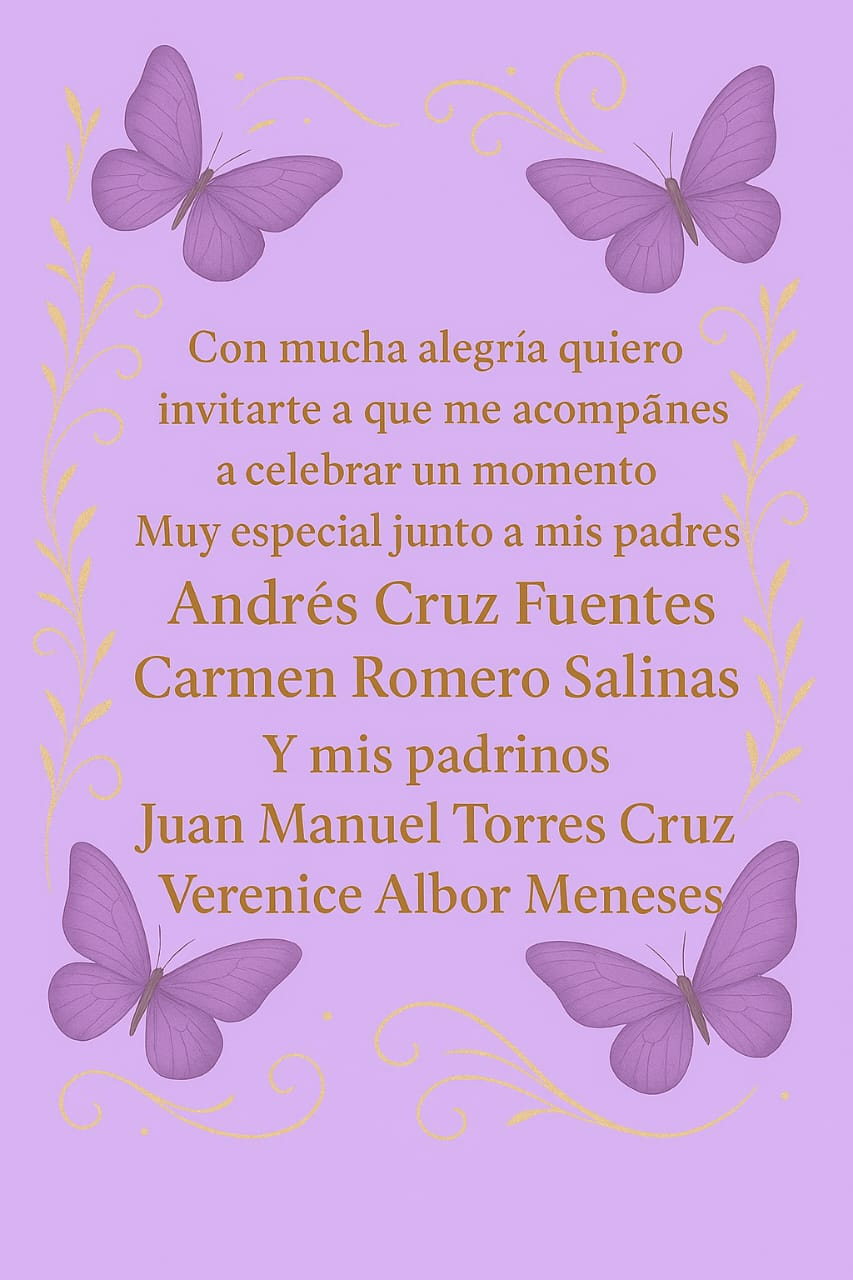 Con mucha alegría quiero
invitarte a que me acompãnes
a celebrar un momento
Muy especial junto a mis padres
Andrés Cruz Fuentes
Carmen Romero Salinas
Y mis padrinos
Juan Manuel Torres Cruz
Verenice Albor Meneses